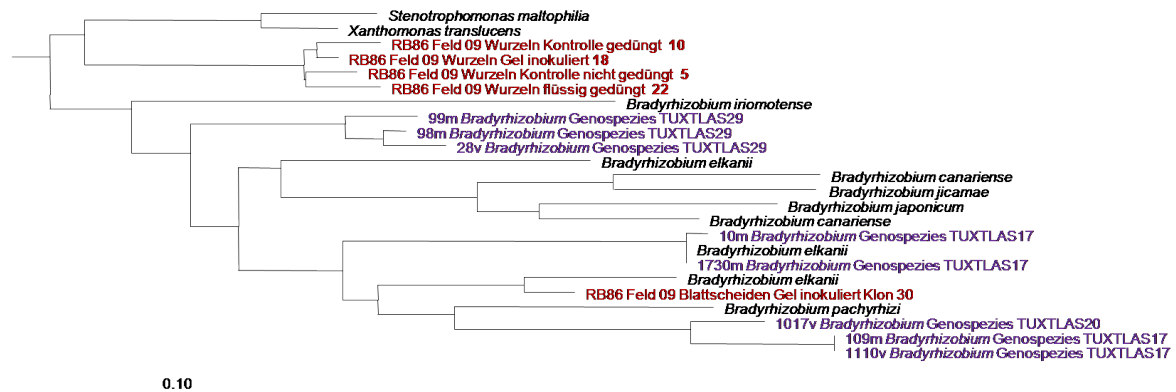 Stenotrophomonas maltophilia
Xanthomonas translucens
RB86 Feld 09 Wurzeln Kontrolle gedüngt 10
RB86 Feld 09 Wurzeln Gel inokuliert 18
RB86 Feld 09 Wurzeln Kontrolle nicht gedüngt 5
RB86 Feld 09 Wurzeln flüssig gedüngt 22
Bradyrhizobium iriomotense
99m Bradyrhizobium Genospezies TUXTLAS29
98m Bradyrhizobium Genospezies TUXTLAS29
28v Bradyrhizobium Genospezies TUXTLAS29
Bradyrhizobium elkanii
Bradyrhizobium canariense
Bradyrhizobium jicamae
Bradyrhizobium japonicum
Bradyrhizobium canariense
10m Bradyrhizobium Genospezies TUXTLAS17
Bradyrhizobium elkanii
1730m Bradyrhizobium Genospezies TUXTLAS17
Bradyrhizobium elkanii
RB86 Feld 09 Blattscheiden Gel inokuliert Klon 30
Bradyrhizobium pachyrhizi
1017v Bradyrhizobium Genospezies TUXTLAS20
109m Bradyrhizobium Genospezies TUXTLAS17
1110v Bradyrhizobium Genospezies TUXTLAS17
0.10